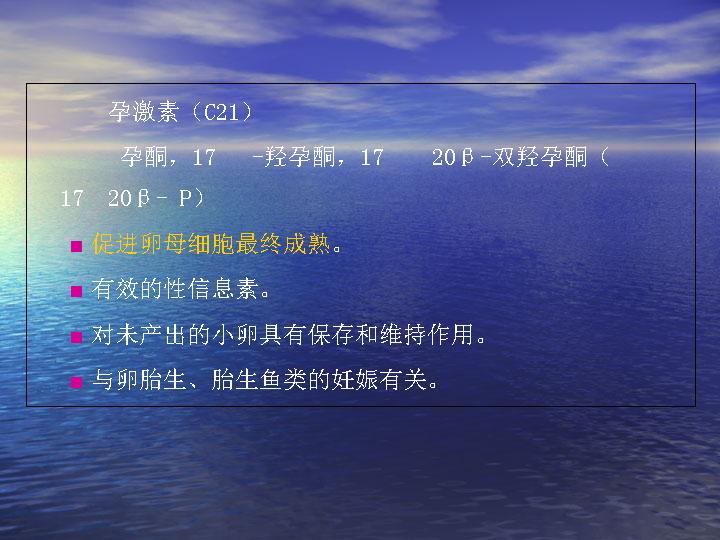 孕激素（C21）
孕酮，17 -羟孕酮，17 20β-双羟孕酮（
17 20β- P）
■ 促进卵母细胞最终成熟。
■ 有效的性信息素。
■ 对未产出的小卵具有保存和维持作用。
■ 与卵胎生、胎生鱼类的妊娠有关。